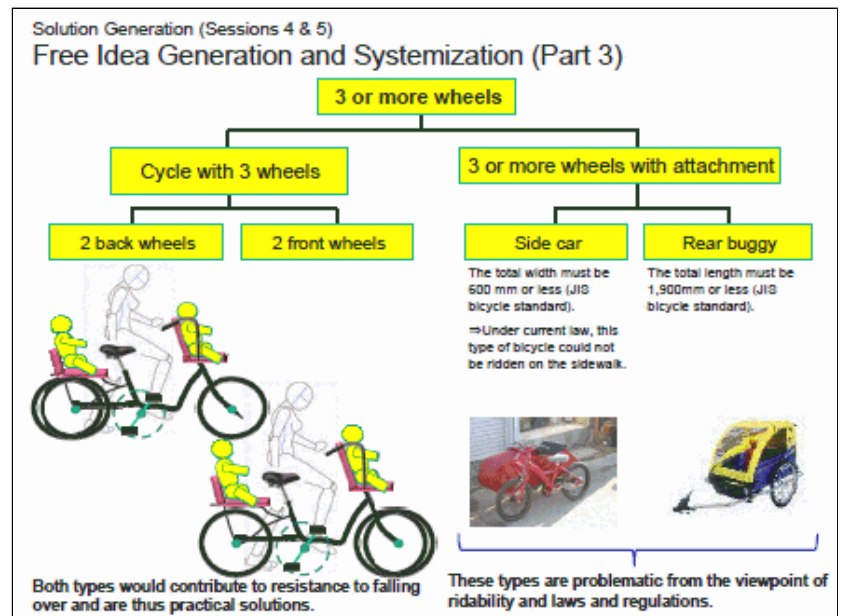 Solution Generation (Sessions 4 & 5)
Free Idea Generation and Systemization (Part 3)
3 or more wheels
Cycle with 3 wheels
3 or more wheels with attachment
2 back wheels
2 front wheels
Side car
Rear buggy
The total width must be
600 mm or less (JIS
bicycle standard).
⇒Under current law, this
type of bicycle could not
be ridden on the sidewalk.
The total length must be
1,900mm or less (JIS
bicycle standard).
Both types would contribute to resistance to falling
over and are thus practical solutions.
These types are problematic from the viewpoint of
ridability and laws and regulations.